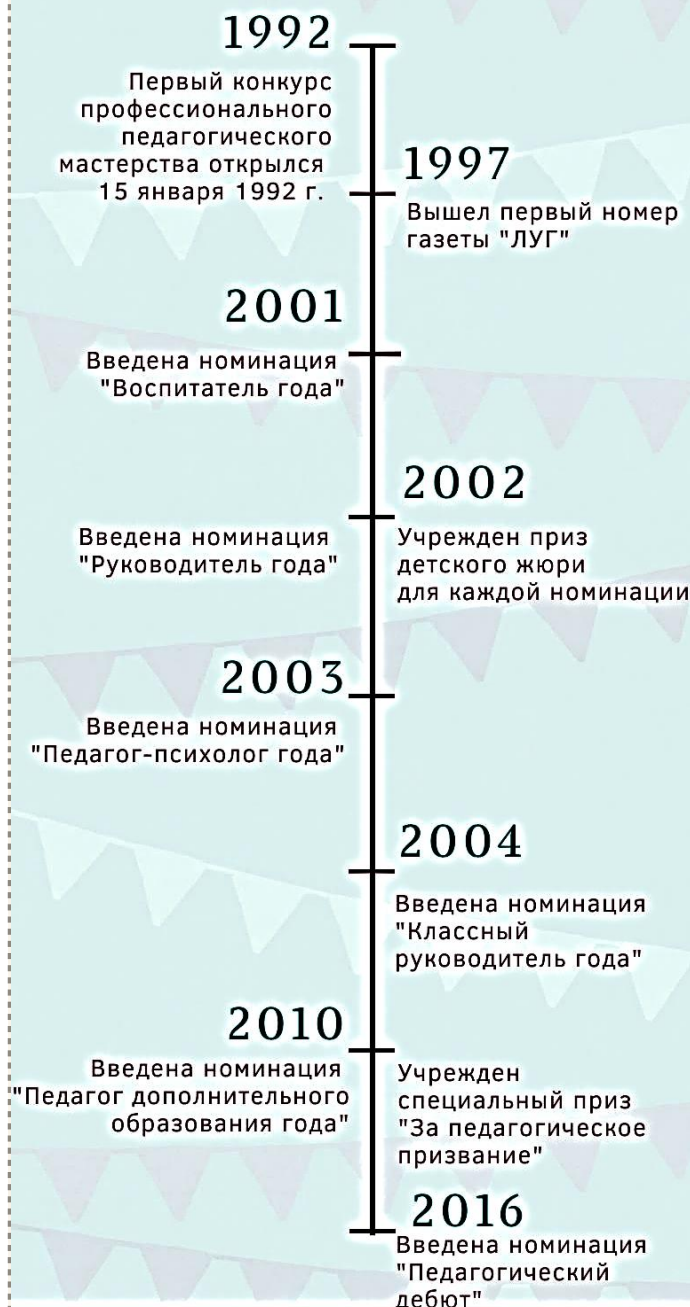 1992
Первый конкурс
профессионального
педагогического
мастерства открылся
15 января 1992 г.
1997
Вышел первый номер
газеты "ЛУГ"
2001
Введена номинация
"Воспитатель года"
2002
Введена номинация
"Руководитель года"
Учрежден приз
детского жюри
для каждой номинации
2003
Введена номинация
"Педагог-психолог года"
2004
Введена номинация
"Классный
руководитель года"
2010
Введена номинация
"Педагог дополнительного
образования года"
Учрежден
специальный приз
"За педагогическое
призвание"
2016
Введена номинация
"Педагогический
дебют"